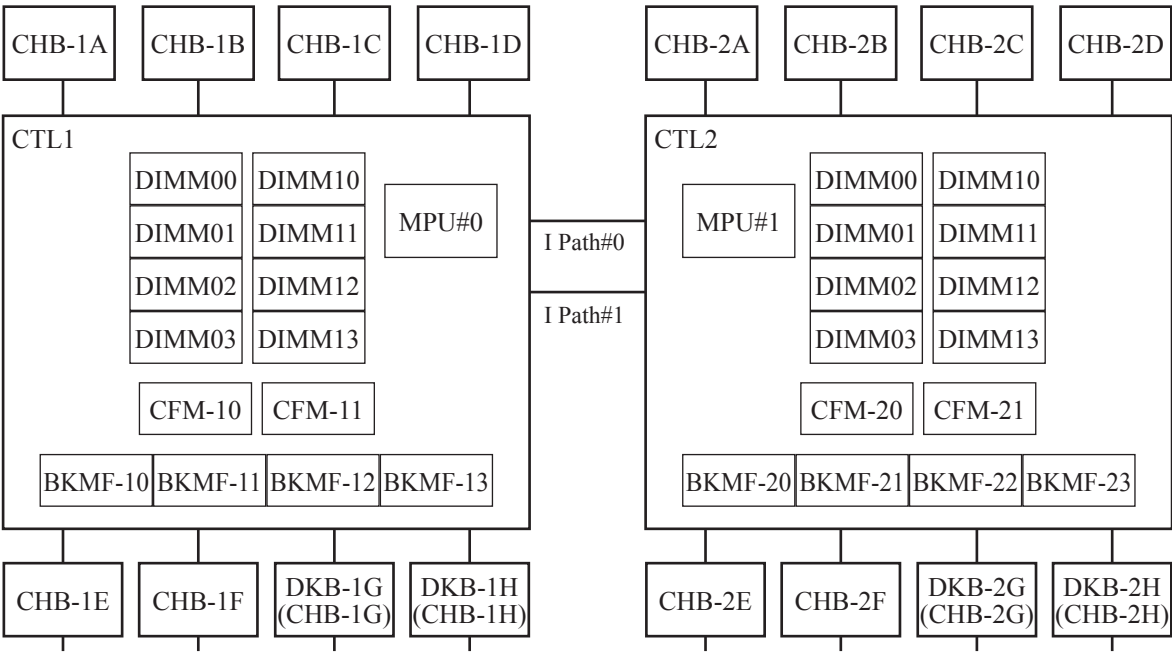 CHB-1A CHB-1B CHB-1C CHB-1D CHB-2A CHB-2B CHB-2C CHB-2D
CTL1
DIMM00 DIMM10
DIMM01 DIMM11
DIMM02 DIMM12
DIMM03 DIMM13
MPU#0
CFM-10 CFM-11
BKMF-10 BKMF-11 BKMF-12 BKMF-13
I Path#0
I Path#1
CTL2
MPU#1
DIMM00 DIMM10
DIMM01 DIMM11
DIMM02 DIMM12
DIMM03 DIMM13
CFM-20 CFM-21
BKMF-20 BKMF-21 BKMF-22 BKMF-23
CHB-1E
CHB-1F
DKB-1G
(CHB-1G)
DKB-1H
(CHB-1H)
CHB-2E
CHB-2F
DKB-2G
(CHB-2G)
DKB-2H
(CHB-2H)